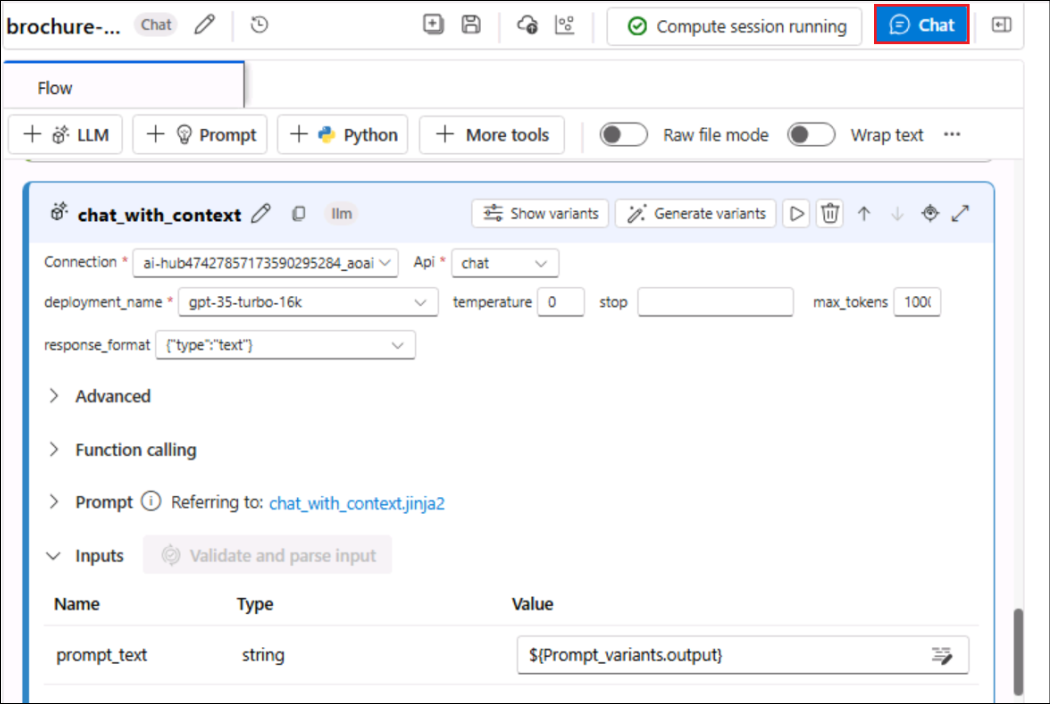 brochure-... Chat Compute session running Chat
Flow
+ LLM + Prompt + Python + More tools Raw file mode Wrap text ...
chat_with_context llm Show variants Generate variants
Connection * ai-hub47427857173590295284_aoai Api * chat
deployment_name * gpt-35-turbo-16k temperature 0 stop max_tokens
response_format {"type":"text"}
Advanced
Function calling
Prompt Referring to: chat_with_context.jinja2
Inputs Validate and parse input
Name Type Value
prompt_text string ${Prompt_variants.output}